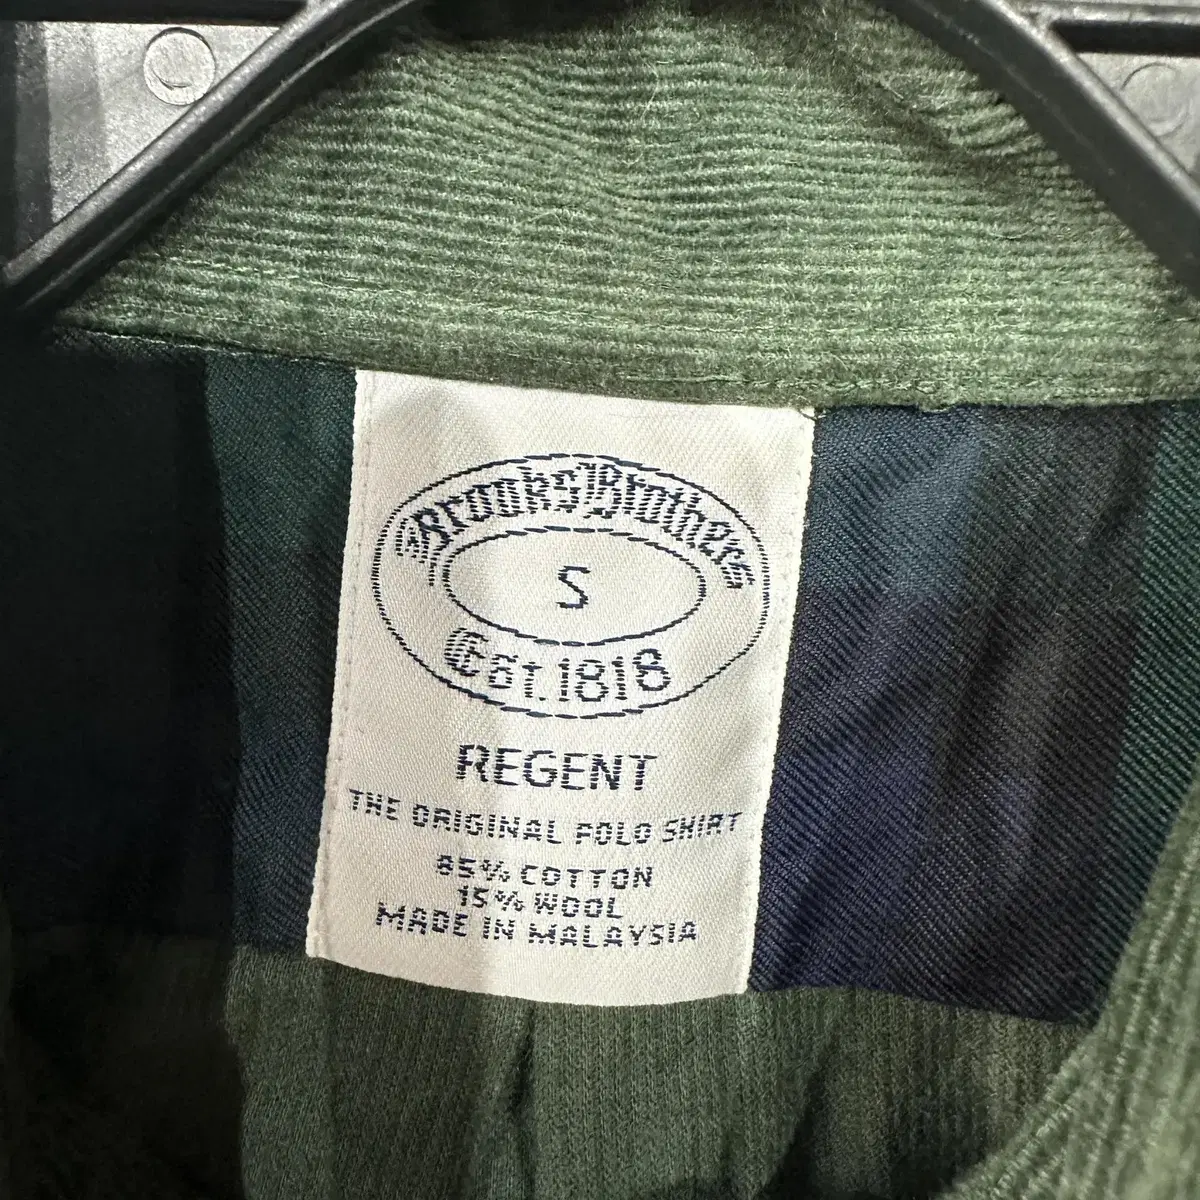 Brooks Brothers
S
Est. 1818
REGENT
THE ORIGINAL POLO SHIRT
85% COTTON
15% WOOL
MADE IN MALAYSIA